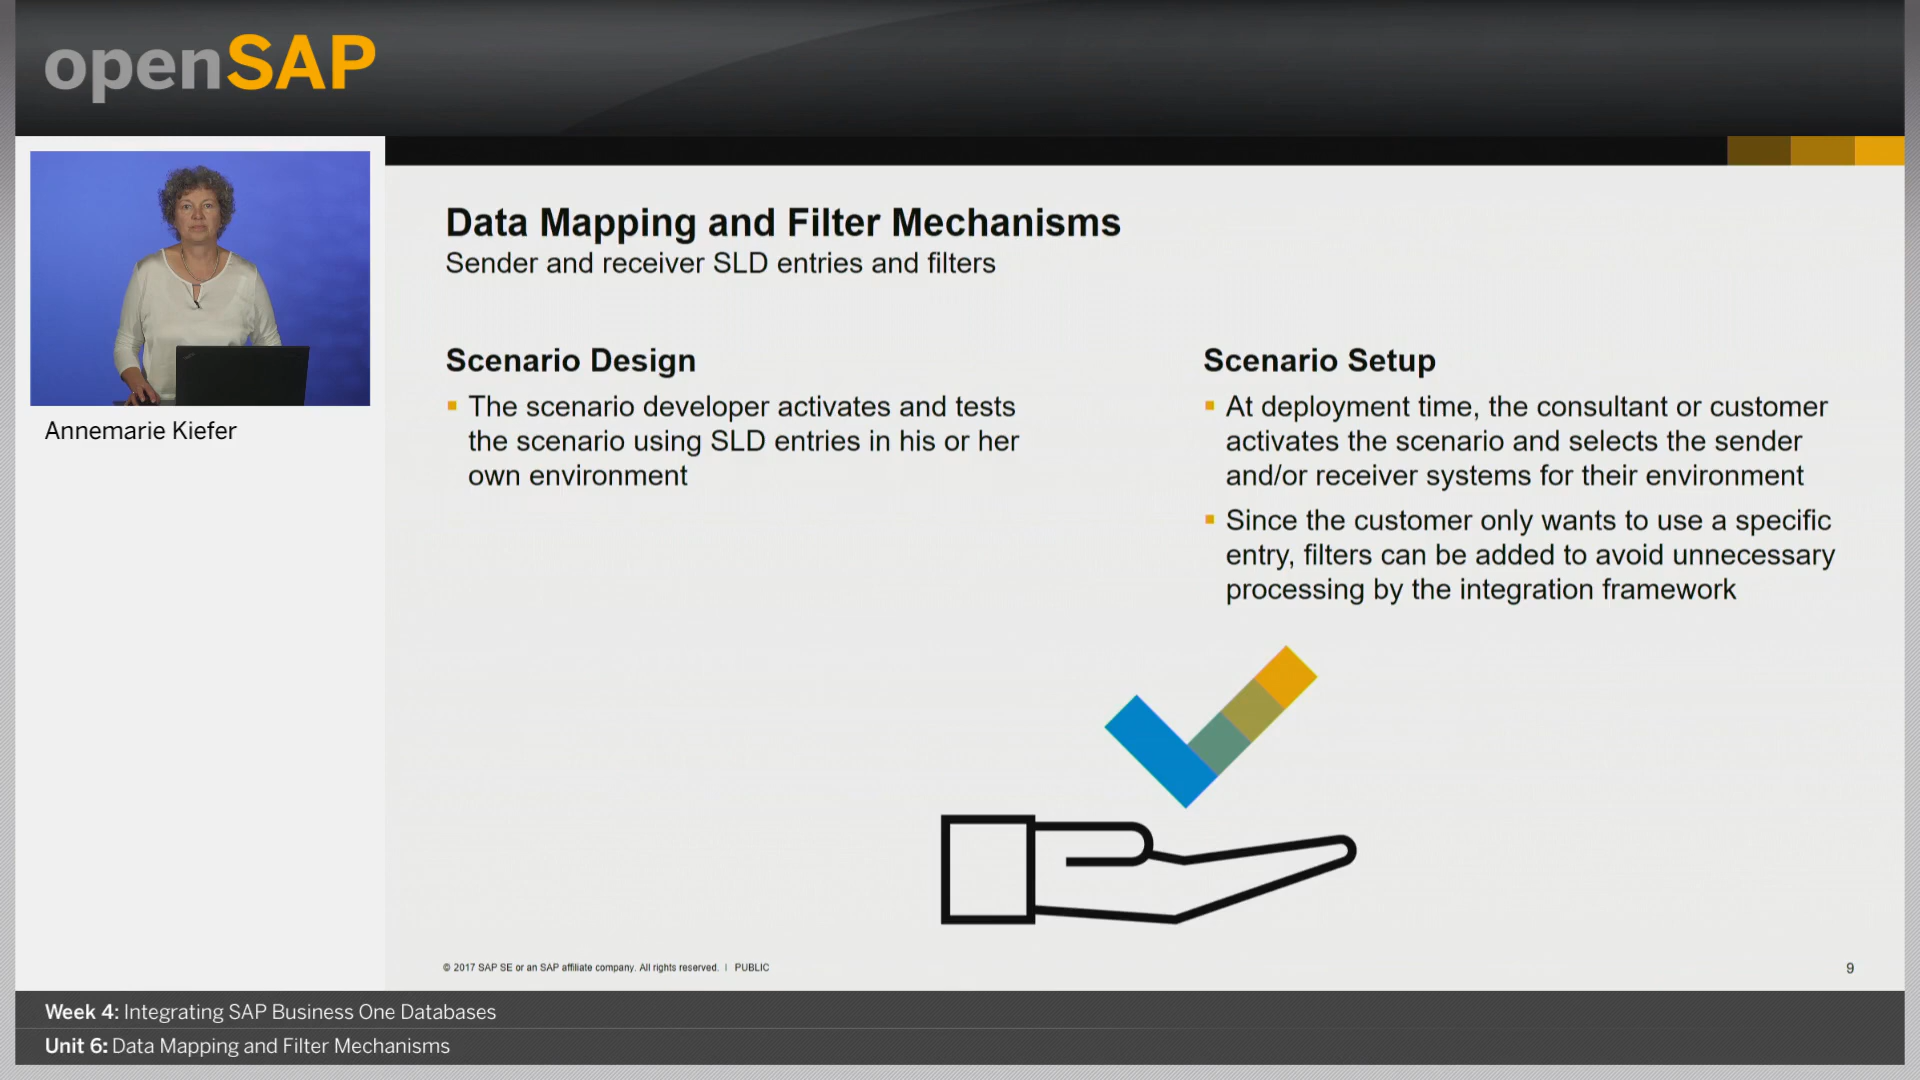 openSAP
Annemarie Kiefer
Data Mapping and Filter Mechanisms
Sender and receiver SLD entries and filters
Scenario Design
The scenario developer activates and tests
the scenario using SLD entries in his or her
own environment
Scenario Setup
At deployment time, the consultant or customer
activates the scenario and selects the sender
and/or receiver systems for their environment
Since the customer only wants to use a specific
entry, filters can be added to avoid unnecessary
processing by the integration framework
© 2017 SAP SE or an SAP affiliate company. All rights reserved. | PUBLIC
9
Week 4: Integrating SAP Business One Databases
Unit 6: Data Mapping and Filter Mechanisms